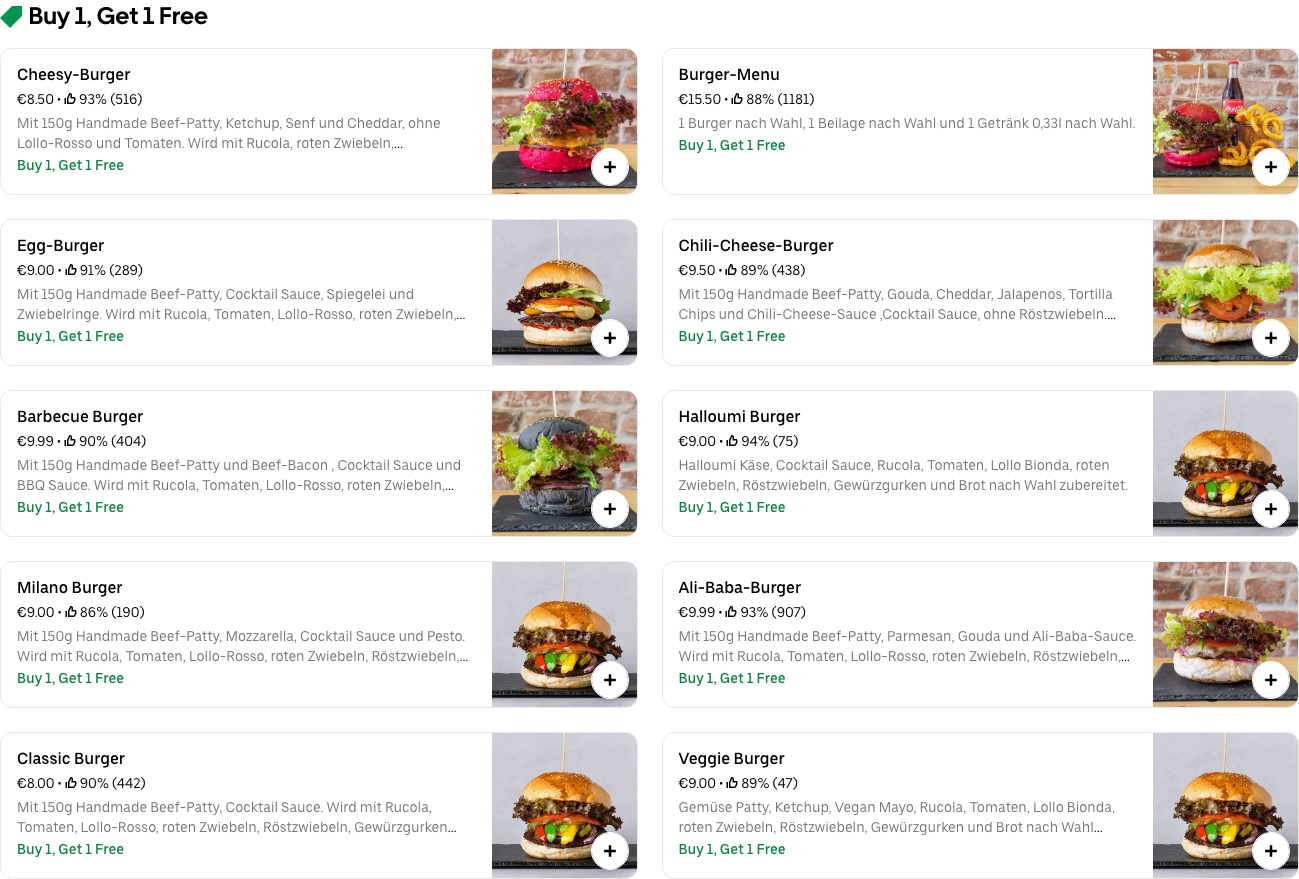 Buy 1, Get 1 Free
Cheesy-Burger
€8.50 • 93% (516)
Mit 150g Handmade Beef-Patty, Ketchup, Senf und Cheddar, ohne
Lollo-Rosso und Tomaten. Wird mit Rucola, roten Zwiebeln,...
Buy 1, Get 1 Free
Burger-Menu
€15.50 • 88% (1181)
1 Burger nach Wahl, 1 Beilage nach Wahl und 1 Getränk 0,33l nach Wahl.
Buy 1, Get 1 Free
Egg-Burger
€9.00 • 91% (289)
Mit 150g Handmade Beef-Patty, Cocktail Sauce, Spiegelei und
Zwiebelringe. Wird mit Rucola, Tomaten, Lollo-Rosso, roten Zwiebeln,...
Buy 1, Get 1 Free
Chili-Cheese-Burger
€9.50 • 89% (438)
Mit 150g Handmade Beef-Patty, Gouda, Cheddar, Jalapenos, Tortilla
Chips und Chili-Cheese-Sauce ,Cocktail Sauce, ohne Röstzwiebeln....
Buy 1, Get 1 Free
Barbecue Burger
€9.99 • 90% (404)
Mit 150g Handmade Beef-Patty und Beef-Bacon , Cocktail Sauce und
BBQ Sauce. Wird mit Rucola, Tomaten, Lollo-Rosso, roten Zwiebeln,...
Buy 1, Get 1 Free
Halloumi Burger
€9.00 • 94% (75)
Halloumi Käse, Cocktail Sauce, Rucola, Tomaten, Lollo Bionda, roten
Zwiebeln, Röstzwiebeln, Gewürzgurken und Brot nach Wahl zubereitet.
Buy 1, Get 1 Free
Milano Burger
€9.00 • 86% (190)
Mit 150g Handmade Beef-Patty, Mozzarella, Cocktail Sauce und Pesto.
Wird mit Rucola, Tomaten, Lollo-Rosso, roten Zwiebeln, Röstzwiebeln,...
Buy 1, Get 1 Free
Ali-Baba-Burger
€9.99 • 93% (907)
Mit 150g Handmade Beef-Patty, Parmesan, Gouda und Ali-Baba-Sauce.
Wird mit Rucola, Tomaten, Lollo-Rosso, roten Zwiebeln, Röstzwiebeln,...
Buy 1, Get 1 Free
Classic Burger
€8.00 • 90% (442)
Mit 150g Handmade Beef-Patty, Cocktail Sauce. Wird mit Rucola,
Tomaten, Lollo-Rosso, roten Zwiebeln, Röstzwiebeln, Gewürzgurken...
Buy 1, Get 1 Free
Veggie Burger
€9.00 • 89% (47)
Gemüse Patty, Ketchup, Vegan Mayo, Rucola, Tomaten, Lollo Bionda,
roten Zwiebeln, Röstzwiebeln, Gewürzgurken und Brot nach Wahl...
Buy 1, Get 1 Free